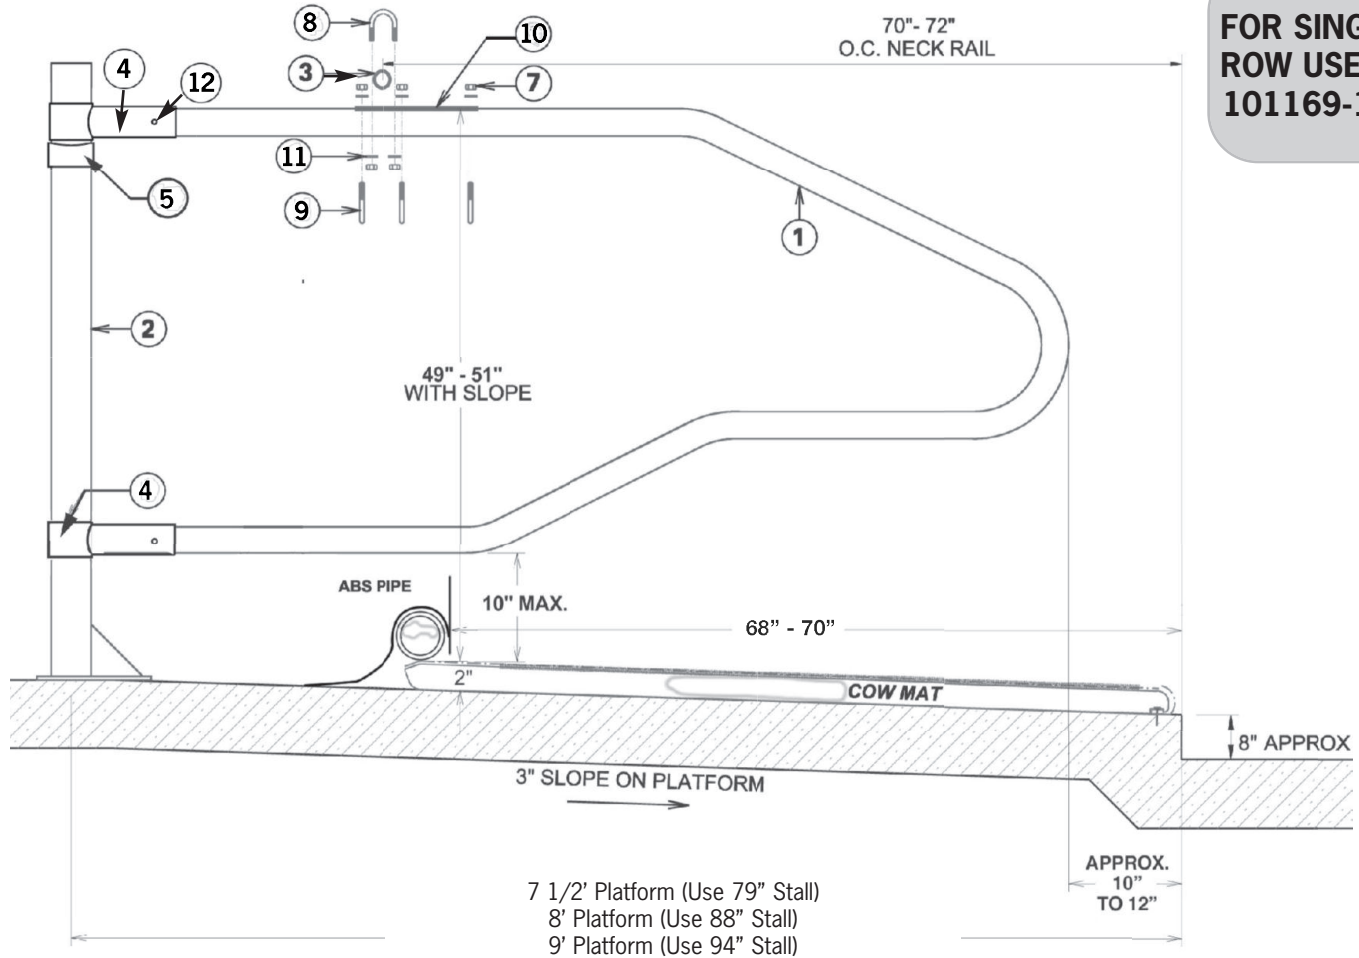 8
70"- 72"
O.C. NECK RAIL
FOR SING
ROW USE
101169-1
10
4
12
3
7
11
5
9
1
2
49" - 51"
WITH SLOPE
4
ABS PIPE
10" MAX.
68” - 70”
2"
COW MAT
8" APPROX
3" SLOPE ON PLATFORM
APPROX.
10”
TO 12”
7 1/2’ Platform (Use 79” Stall)
8’ Platform (Use 88” Stall)
9’ Platform (Use 94” Stall)